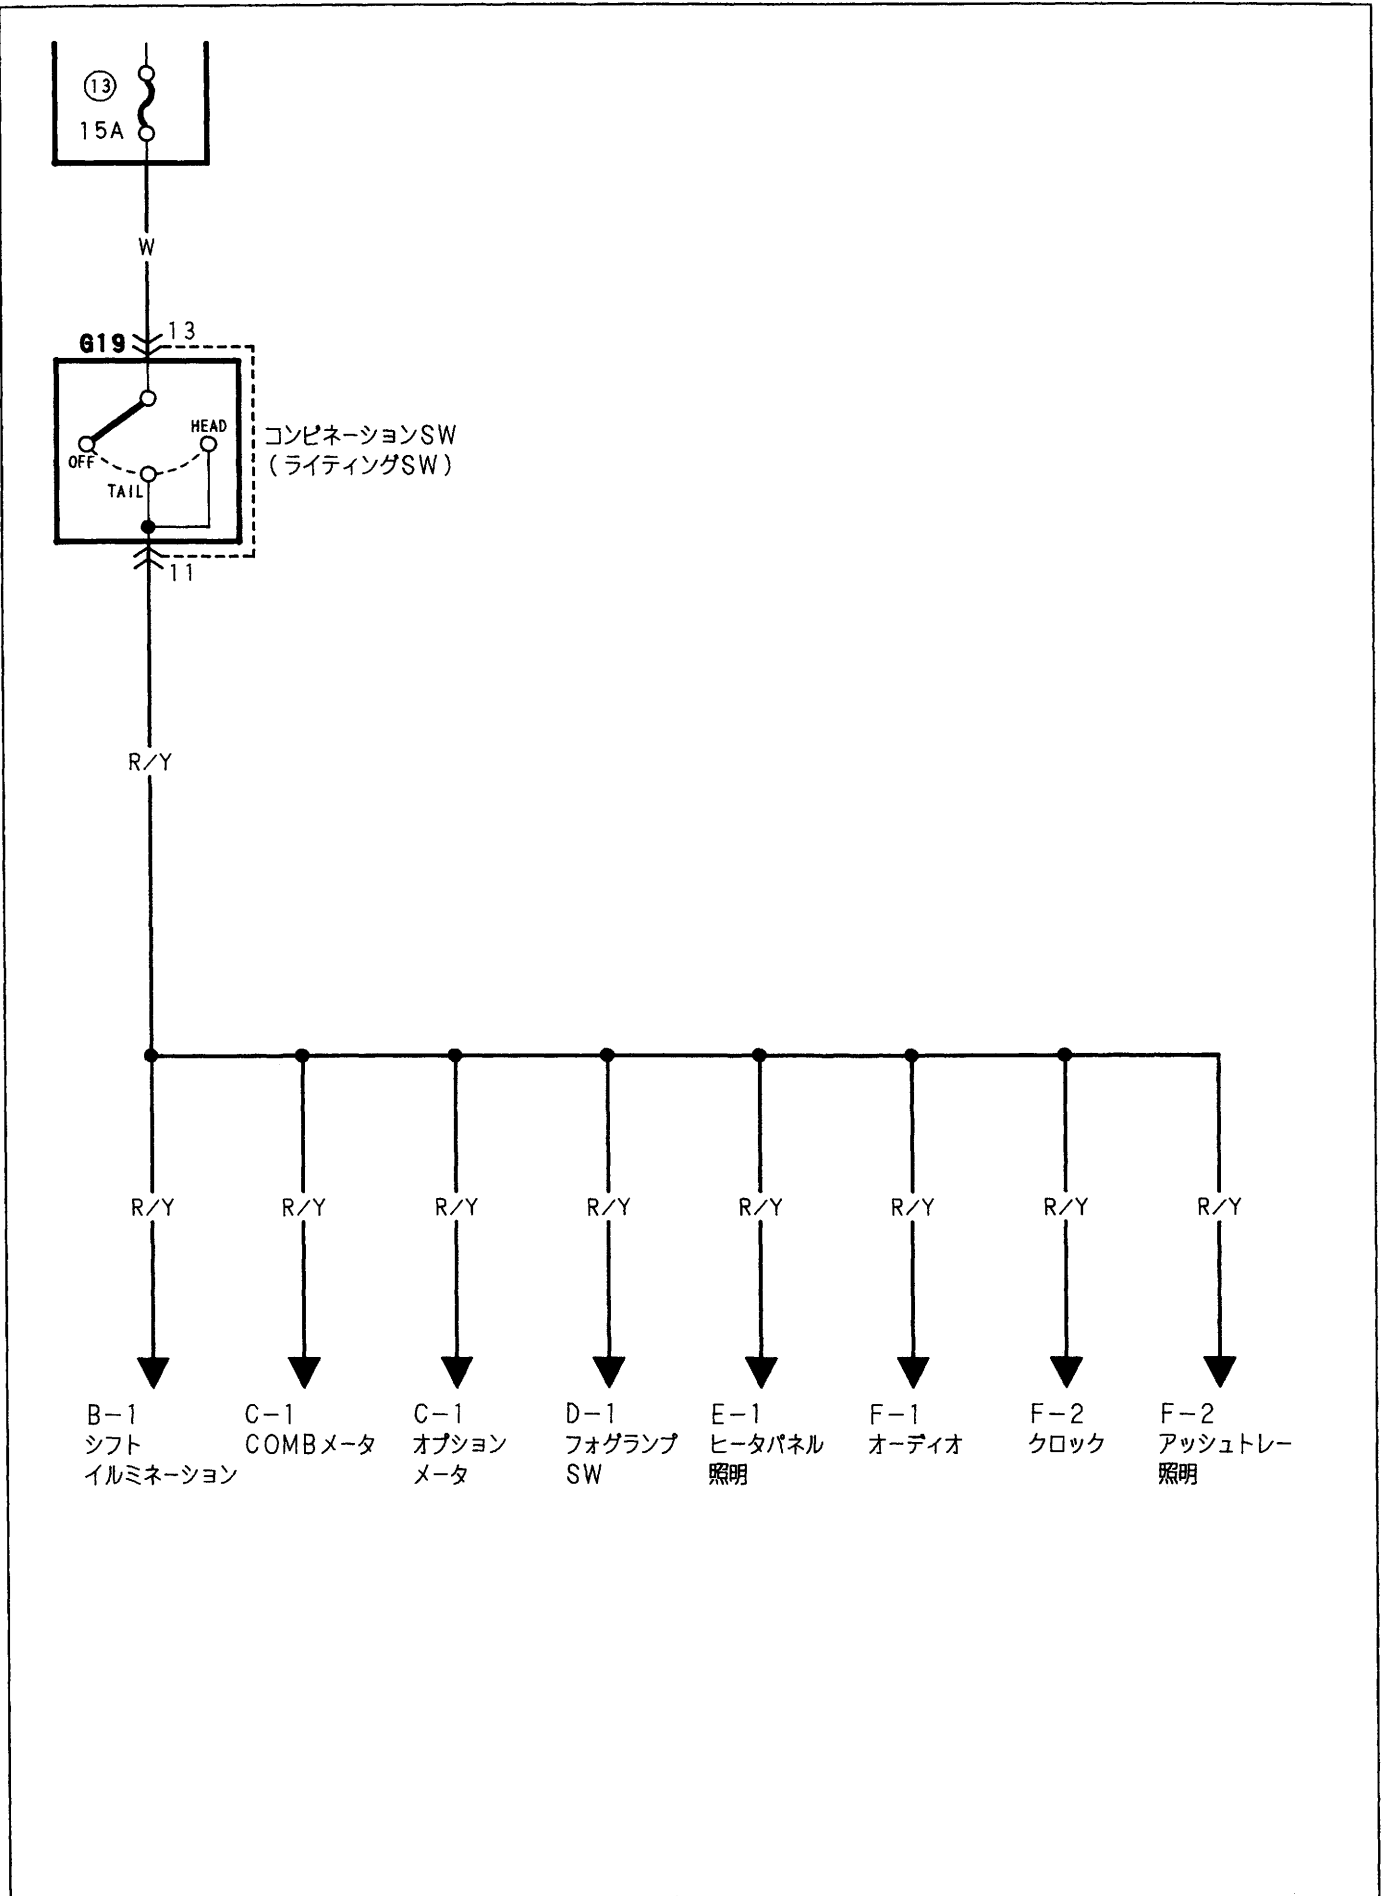 ⑬
15A
W
G19
13
HEAD
OFF
TAIL
コンビネーションSW
(ライティングSW)
11
R/Y
R/Y R/Y R/Y R/Y R/Y R/Y R/Y R/Y
B-1
シフト
イルミネーション
C-1
COMBメータ
C-1
オプション
メータ
D-1
フォグランプ
SW
E-1
ヒータパネル
照明
F-1
オーディオ
F-2
クロック
F-2
アッシュトレー
照明